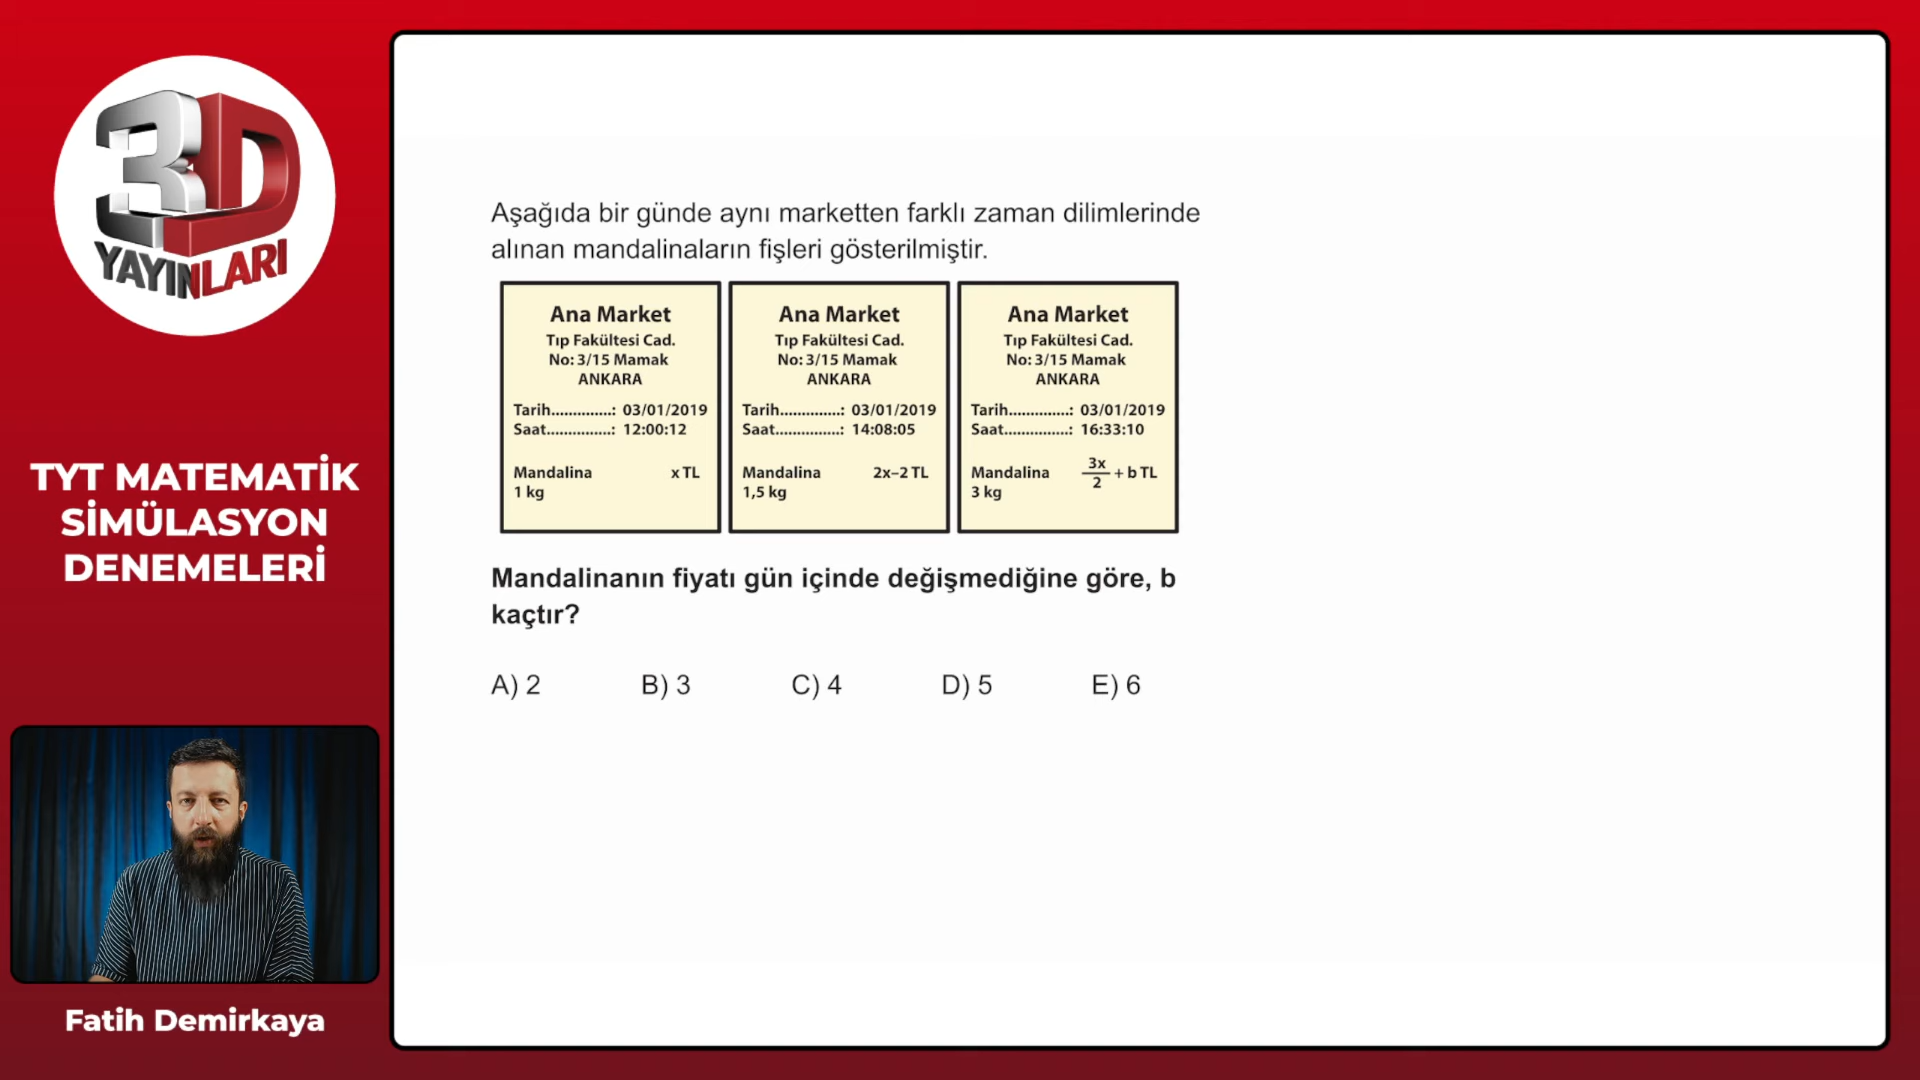 3D
YAYINLARI
TYT MATEMATİK
SİMÜLASYON
DENEMELERİ
Fatih Demirkaya
Aşağıda bir günde aynı marketten farklı zaman dilimlerinde
alınan mandalinaların fişleri gösterilmiştir.
Ana Market
Tıp Fakültesi Cad.
No: 3/15 Mamak
ANKARA
Tarih..............: 03/01/2019
Saat...............: 12:00:12
Mandalina x TL
1 kg
Ana Market
Tıp Fakültesi Cad.
No: 3/15 Mamak
ANKARA
Tarih..............: 03/01/2019
Saat...............: 14:08:05
Mandalina 2x–2 TL
1,5 kg
Ana Market
Tıp Fakültesi Cad.
No: 3/15 Mamak
ANKARA
Tarih..............: 03/01/2019
Saat...............: 16:33:10
Mandalina 3x/2 + b TL
3 kg
Mandalinanın fiyatı gün içinde değişmediğine göre, b
kaçtır?
A) 2 B) 3 C) 4 D) 5 E) 6